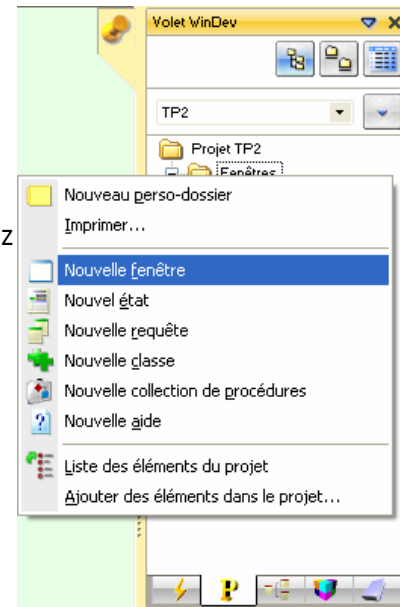 Volet WinDev
TP2
Projet TP2
Fenêtres
Nouveau perso-dossier
Imprimer...
z
Nouvelle fenêtre
Nouvel état
Nouvelle requête
Nouvelle classe
Nouvelle collection de procédures
Nouvelle aide
Liste des éléments du projet
Ajouter des éléments dans le projet...